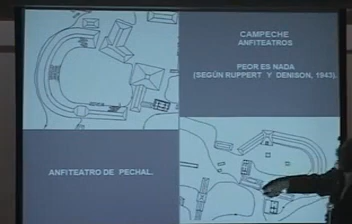 CAMPECHE
ANFITEATROS
PEOR ES NADA
(SEGÚN RUPPERT Y DENISON, 1943).
ANFITEATRO DE PECHAL.